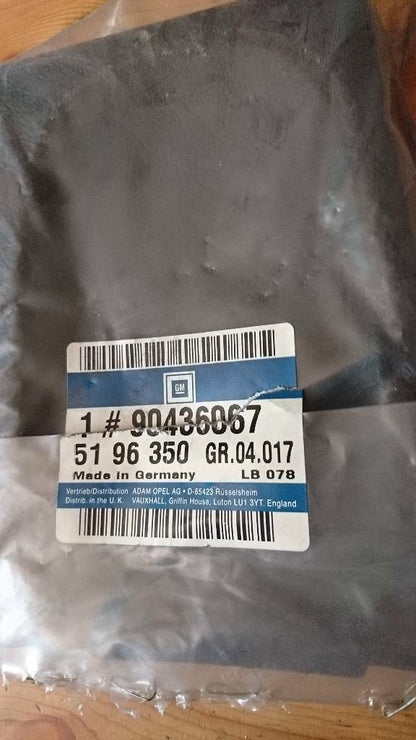 GM
1 # 90436067
51 96 350 GR.04.017
Made in Germany LB 078
Vertrieb/Distribution ADAM OPEL AG • D-65423 Rüsselsheim
Distrib. in the U. K. VAUXHALL, Griffin House, Luton LU1 3YT. England